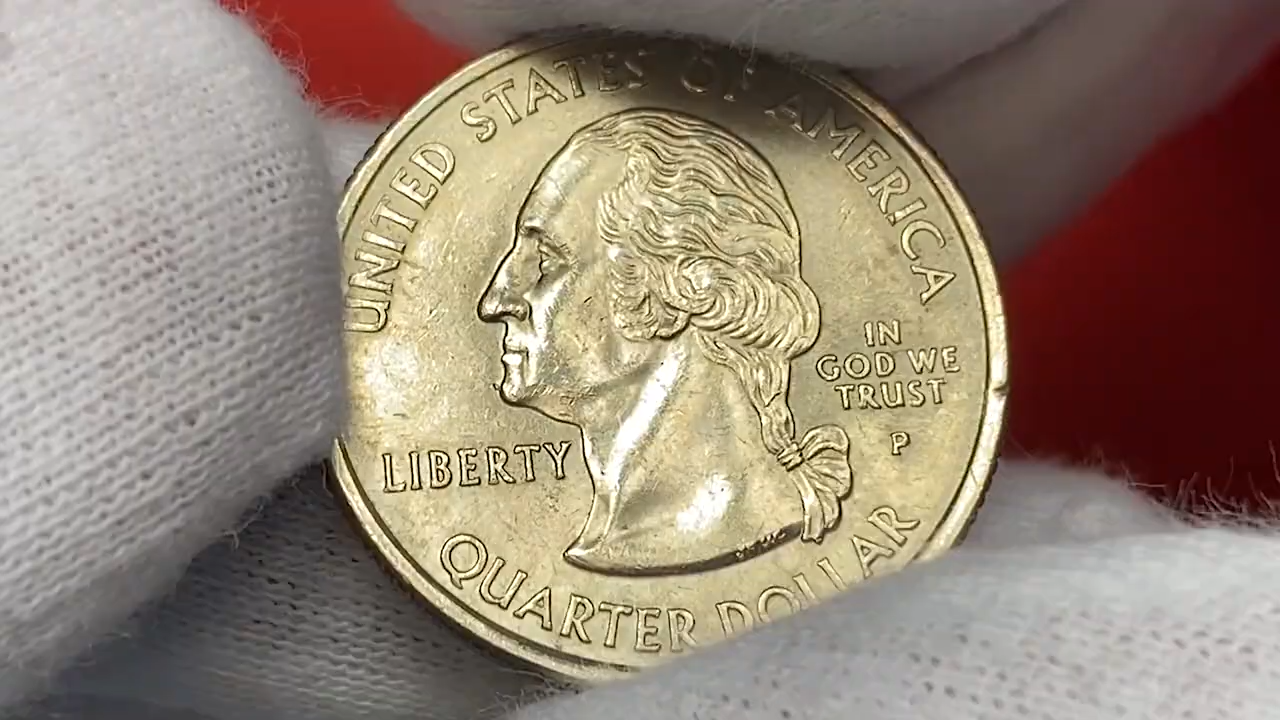 UNITED STATES OF AMERICA
LIBERTY
IN
GOD WE
TRUST
P
QUARTER DOLLAR